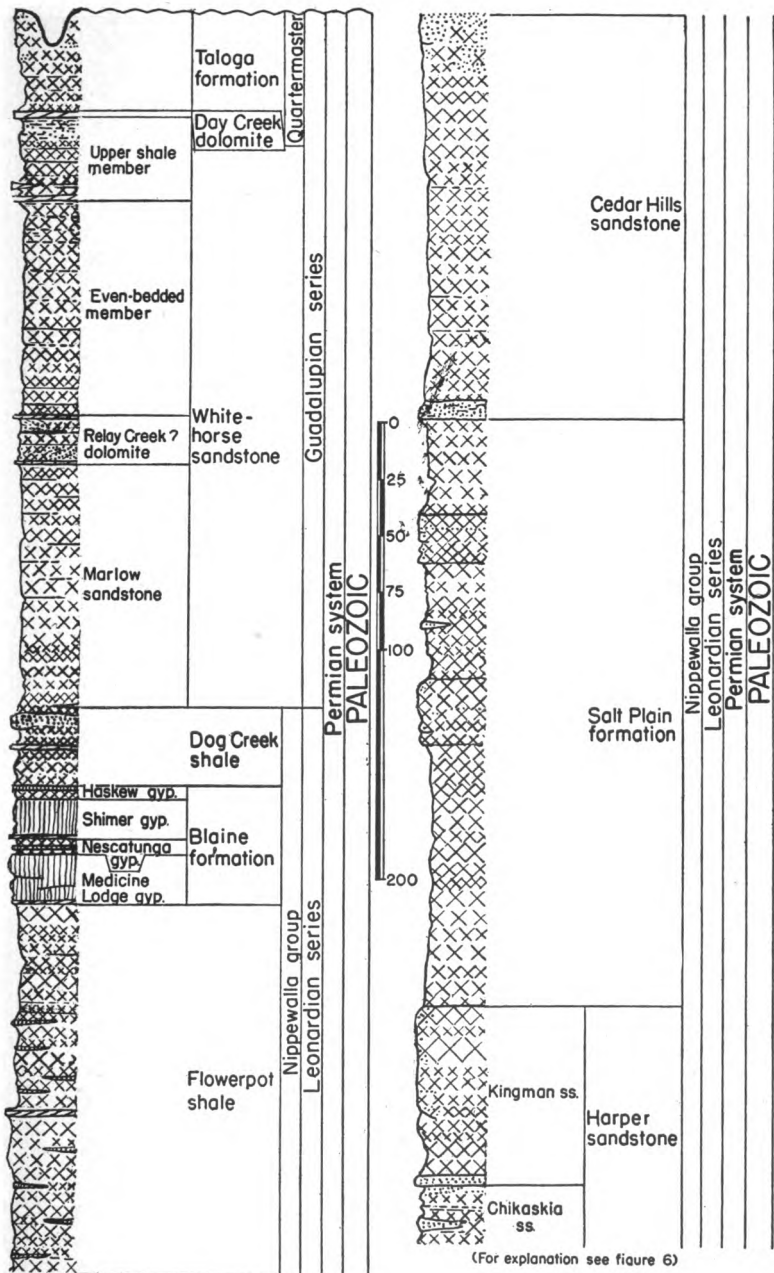 Taloga
formation
Quartermaster
Day Creek
dolomite
Upper shale
member
Even-bedded
member
White-
horse
sandstone
Relay Creek ?
dolomite
Marlow
sandstone
Guadalupian series
Dog Creek
shale
Haskew gyp.
Shimer gyp.
Nescatunga
gyp.
Medicine
Lodge gyp.
Blaine
formation
Flowerpot
shale
Nippewalla group
Leonardian series
Permian system
PALEOZOIC
0
25
50
75
100
200
Cedar Hills
sandstone
Salt Plain
formation
Kingman ss.
Harper
sandstone
Chikaskia
ss.
Nippewalla group
Leonardian series
Permian system
PALEOZOIC
(For explanation see figure 6)